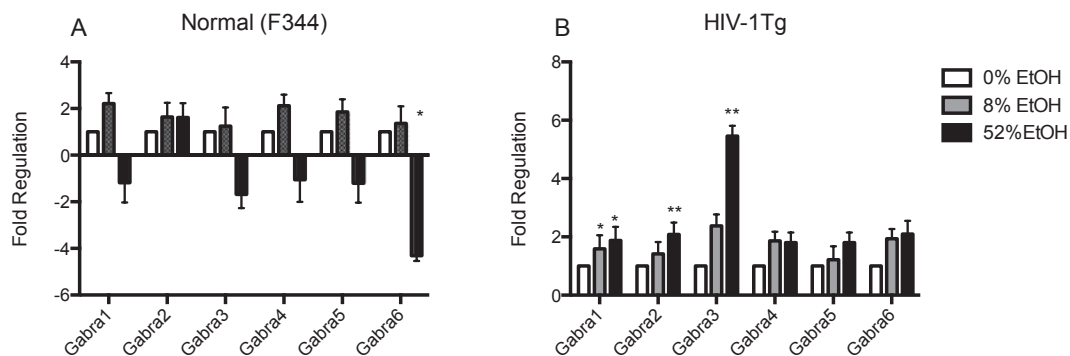 A
Normal (F344)
Fold Regulation
4
2
0
-2
-4
-6
*
Gabra1
Gabra2
Gabra3
Gabra4
Gabra5
Gabra6
B
HIV-1Tg
Fold Regulation
8
6
4
2
0
*
*
**
**
Gabra1
Gabra2
Gabra3
Gabra4
Gabra5
Gabra6
0% EtOH
8% EtOH
52%EtOH